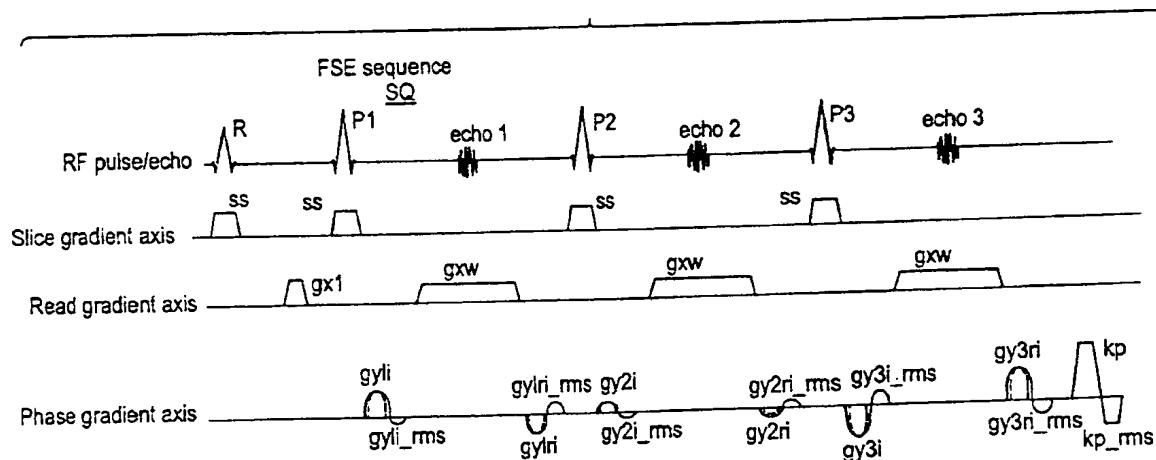 FSE sequence
SQ
RF pulse/echo R P1 echo 1 P2 echo 2 P3 echo 3
Slice gradient axis ss ss ss ss
Read gradient axis gx1 gxw gxw gxw
Phase gradient axis gyli gyli_rms gylri gylri_rms gy2i gy2i_rms gy2ri gy2ri_rms gy3i gy3i_rms gy3ri gy3ri_rms kp kp_rms